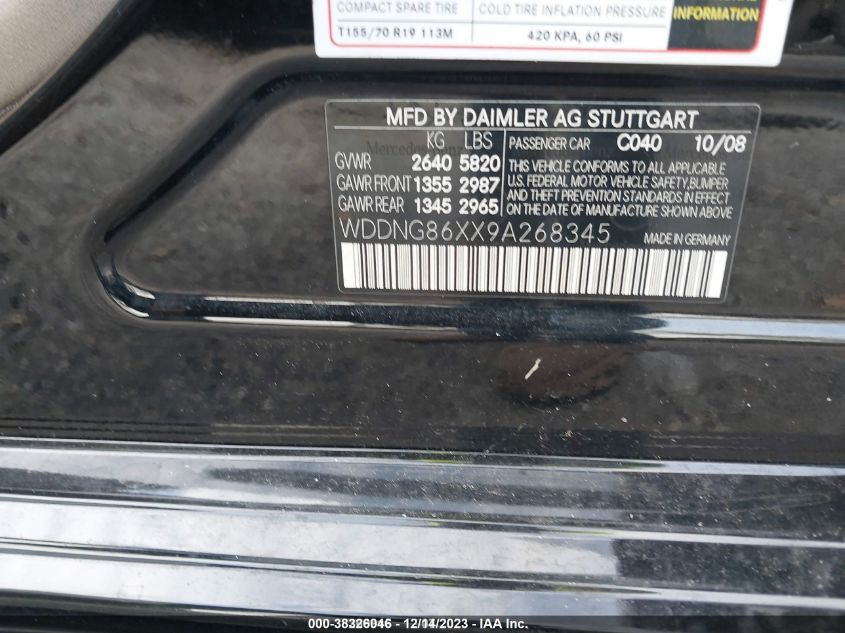 COMPACT SPARE TIRE
COLD TIRE INFLATION PRESSURE
INFORMATION
T155/70 R19 113M
420 KPA, 60 PSI
MFD BY DAIMLER AG STUTTGART
KG LBS
GVWR 2640 5820
GAWR FRONT 1355 2987
GAWR REAR 1345 2965
PASSENGER CAR C040 10/08
THIS VEHICLE CONFORMS TO ALL APPLICABLE
U.S. FEDERAL MOTOR VEHICLE SAFETY,BUMPER
AND THEFT PREVENTION STANDARDS IN EFFECT
ON THE DATE OF MANUFACTURE SHOWN ABOVE
WDDNG86XX9A268345
MADE IN GERMANY
000-38326046 - 12/14/2023 - XX - IAA Inc.